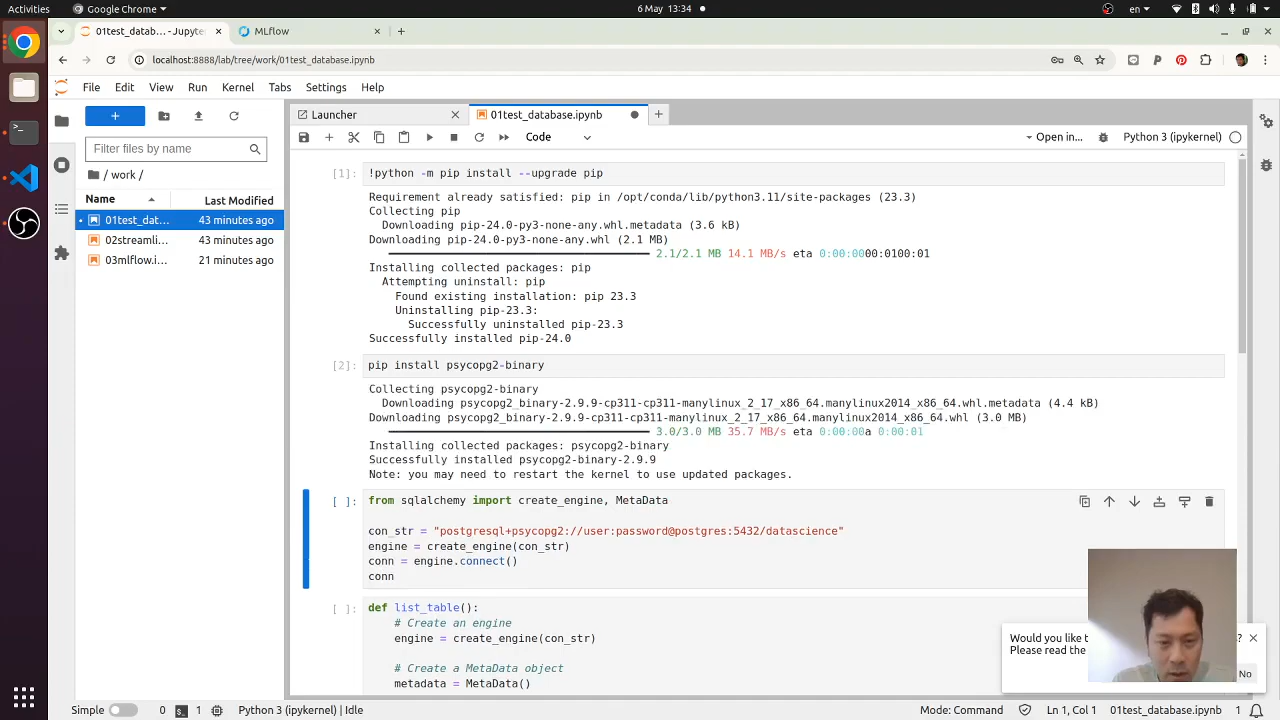 Activities
Google Chrome
6 May 13:34
en
01test_datab... - Jupyte
MLflow
localhost:8888/lab/tree/work/01test_database.ipynb
File Edit View Run Kernel Tabs Settings Help
Launcher
01test_database.ipynb
Code
Open in...
Python 3 (ipykernel)
Filter files by name
/ work /
Name
Last Modified
01test_dat... 43 minutes ago
02streamli... 43 minutes ago
03mlflow.i... 21 minutes ago
[1]: !python -m pip install --upgrade pip
Requirement already satisfied: pip in /opt/conda/lib/python3.11/site-packages (23.3)
Collecting pip
Downloading pip-24.0-py3-none-any.whl.metadata (3.6 kB)
Downloading pip-24.0-py3-none-any.whl (2.1 MB)
2.1/2.1 MB 14.1 MB/s eta 0:00:0000:0100:01
Installing collected packages: pip
Attempting uninstall: pip
Found existing installation: pip 23.3
Uninstalling pip-23.3:
Successfully uninstalled pip-23.3
Successfully installed pip-24.0
[2]: pip install psycopg2-binary
Collecting psycopg2-binary
Downloading psycopg2_binary-2.9.9-cp311-cp311-manylinux_2_17_x86_64.manylinux2014_x86_64.whl.metadata (4.4 kB)
Downloading psycopg2_binary-2.9.9-cp311-cp311-manylinux_2_17_x86_64.manylinux2014_x86_64.whl (3.0 MB)
3.0/3.0 MB 35.7 MB/s eta 0:00:00a 0:00:01
Installing collected packages: psycopg2-binary
Successfully installed psycopg2-binary-2.9.9
Note: you may need to restart the kernel to use updated packages.
[ ]: from sqlalchemy import create_engine, MetaData
con_str = "postgresql+psycopg2://user:password@postgres:5432/datascience"
engine = create_engine(con_str)
conn = engine.connect()
conn
[ ]: def list_table():
# Create an engine
engine = create_engine(con_str)
# Create a MetaData object
metadata = MetaData()
Would you like t
?
Please read the
No
Simple
0
1
Python 3 (ipykernel) | Idle
Mode: Command
Ln 1, Col 1
01test_database.ipynb
1